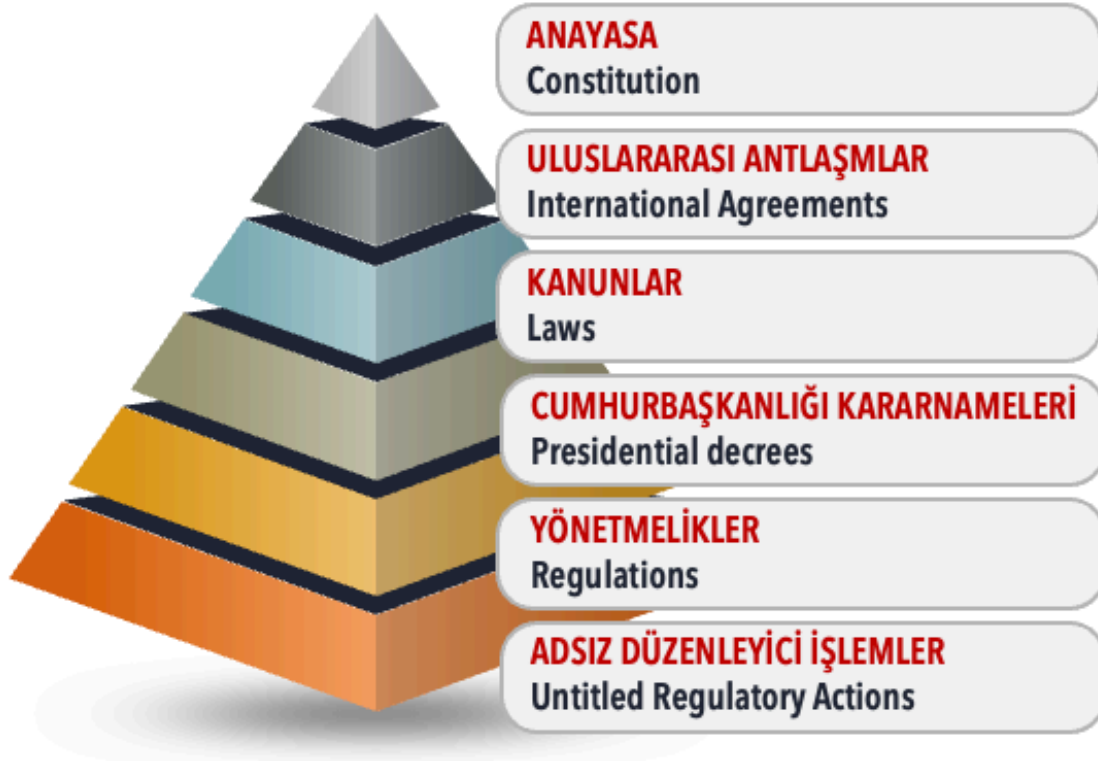 ANAYASA
Constitution
ULUSLARARASI ANTLAŞMLAR
International Agreements
KANUNLAR
Laws
CUMHURBAŞKANLIĞI KARARNAMELERİ
Presidential decrees
YÖNETMELİKLER
Regulations
ADSIZ DÜZENLEYİCİ İŞLEMLER
Untitled Regulatory Actions